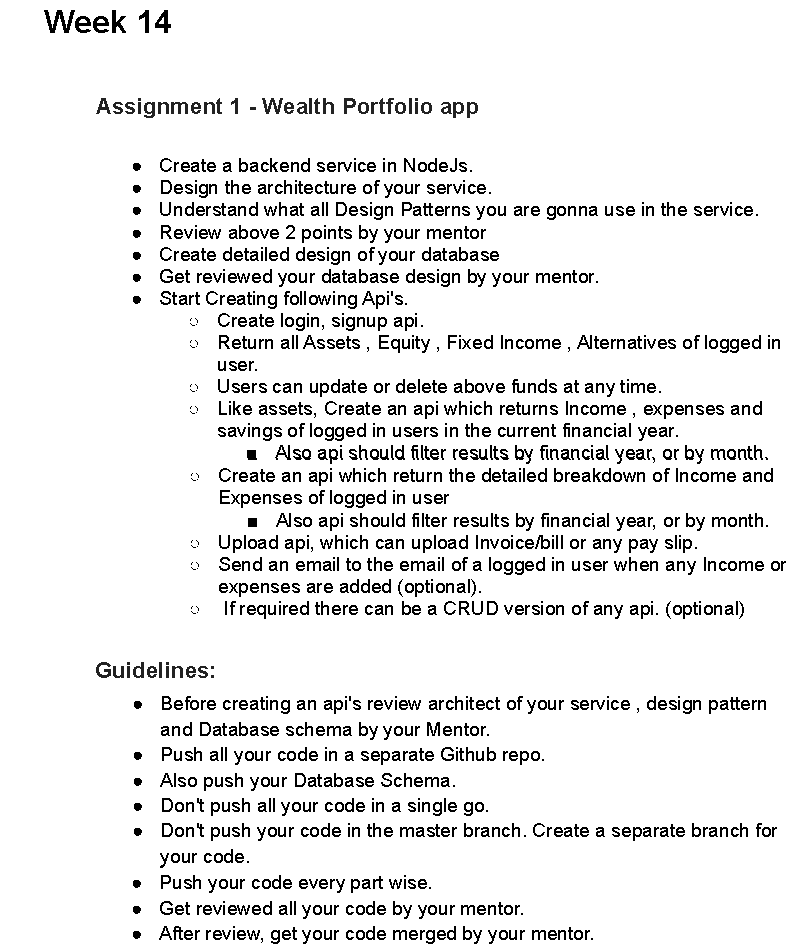 Week 14
Assignment 1 - Wealth Portfolio app
● Create a backend service in NodeJs.
● Design the architecture of your service.
● Understand what all Design Patterns you are gonna use in the service.
● Review above 2 points by your mentor
● Create detailed design of your database
● Get reviewed your database design by your mentor.
● Start Creating following Api's.
○ Create login, signup api.
○ Return all Assets , Equity , Fixed Income , Alternatives of logged in
user.
○ Users can update or delete above funds at any time.
○ Like assets, Create an api which returns Income , expenses and
savings of logged in users in the current financial year.
■ Also api should filter results by financial year, or by month.
○ Create an api which return the detailed breakdown of Income and
Expenses of logged in user
■ Also api should filter results by financial year, or by month.
○ Upload api, which can upload Invoice/bill or any pay slip.
○ Send an email to the email of a logged in user when any Income or
expenses are added (optional).
○ If required there can be a CRUD version of any api. (optional)
Guidelines:
● Before creating an api's review architect of your service , design pattern
and Database schema by your Mentor.
● Push all your code in a separate Github repo.
● Also push your Database Schema.
● Don't push all your code in a single go.
● Don't push your code in the master branch. Create a separate branch for
your code.
● Push your code every part wise.
● Get reviewed all your code by your mentor.
● After review, get your code merged by your mentor.